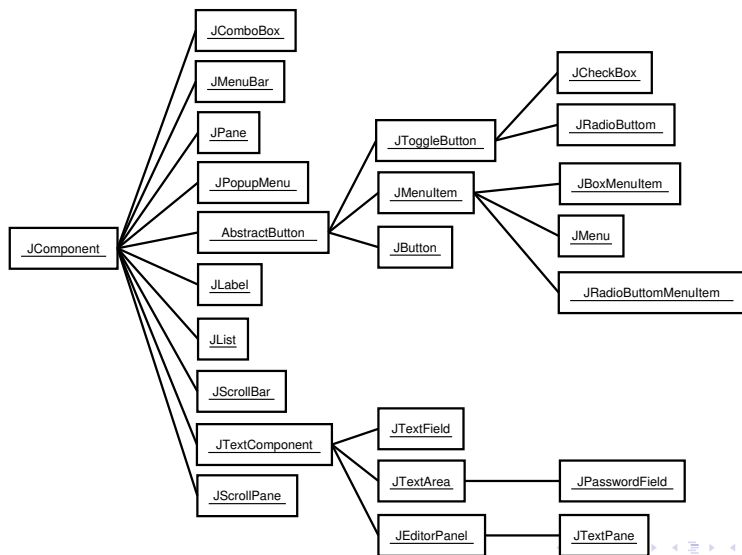 JComboBox
JMenuBar
JPane
JPopupMenu
JComponent
AbstractButton
JLabel
JList
JScrollBar
JTextComponent
JScrollPane
JToggleButton
JMenuItem
JButton
JCheckBox
JRadioButtom
JBoxMenuItem
JMenu
JRadioButtomMenuItem
JTextField
JTextArea
JPasswordField
JEditorPanel
JTextPane